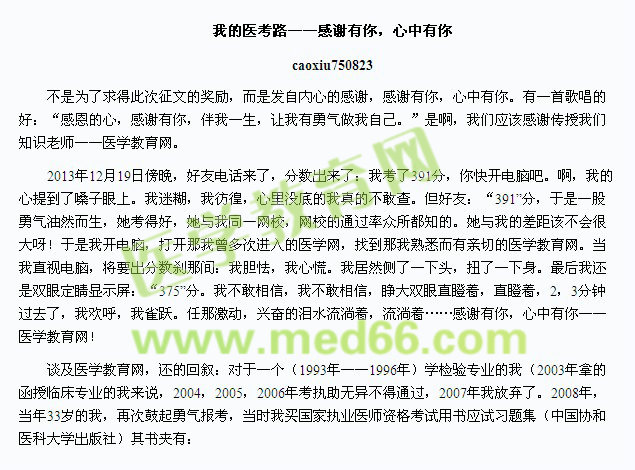 我的医考路——感谢有你，心中有你
caoxiu750823
不是为了求得此次征文的奖励，而是发自内心的感谢，感谢有你，心中有你。有一首歌唱的
好：“感恩的心，感谢有你，伴我一生，让我有勇气做我自己。”是啊，我们应该感谢传授我们
知识老师——医学教育网。
2013年12月19日傍晚，好友电话来了，分数出来了：我考了391分，你快开电脑吧。啊，我的
心提到了嗓子眼上。我迷糊，我彷徨，心里没底的我真的不敢查。但好友：“391”分，于是一股
勇气油然而生，她考得好，她与我同一网校，网校的通过率众所都知的。她与我的差距该不会很
大呀！于是我开电脑，打开那我曾多次进入的医学网，找到那我熟悉而有亲切的医学教育网。当
我直视电脑，将要出分数刹那间：我胆怯，我心慌。我居然侧了一下头，扭了一下身。最后我还
是双眼定睛显示屏：“375”分。我不敢相信，我不敢相信，睁大双眼直瞪着，直瞪着，2，3分钟
过去了，我欢呼，我雀跃。任那激动，兴奋的泪水流淌着，流淌着……感谢有你，心中有你——
医学教育网！
谈及医学教育网，还的回叙：对于一个（1993年——1996年）学检验专业的我（2003年拿的
函授临床专业的我来说，2004，2005，2006年考执助无异不得通过，2007年我放弃了。2008年，
当年33岁的我，再次鼓起勇气报考，当时我买国家执业医师资格考试用书应试习题集（中国协和
医科大学出版社）其书夹有：
医学教育网
www.med66.com